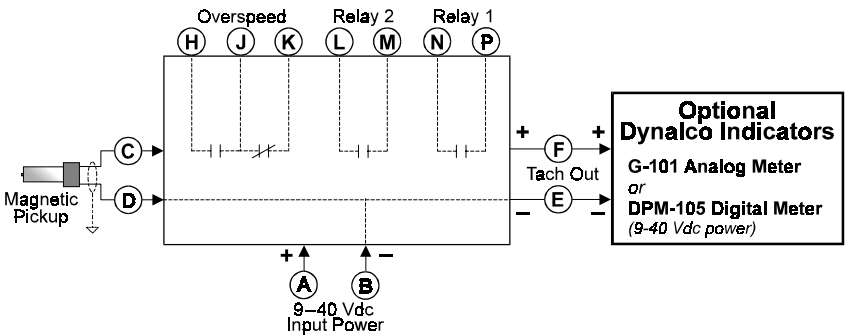 Overspeed Relay 2 Relay 1
H J K L M N P
C
D
Magnetic
Pickup
+ F +
Tach Out
– E –
Optional
Dynalco Indicators
G-101 Analog Meter
or
DPM-105 Digital Meter
(9-40 Vdc power)
+ –
A B
9–40 Vdc
Input Power